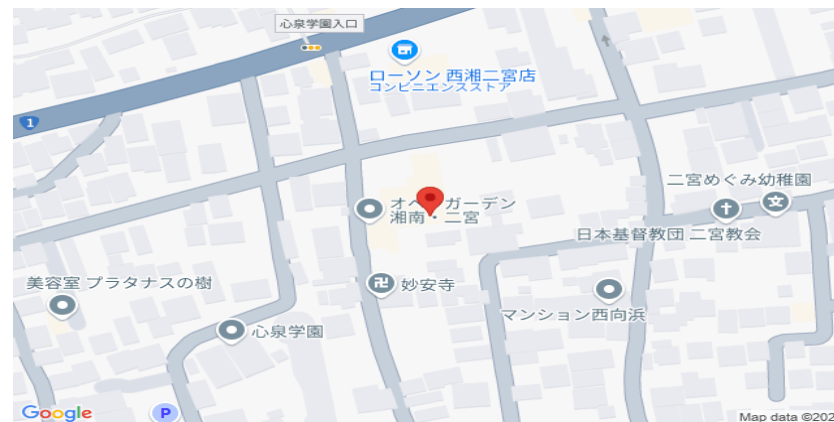 心泉学園入口
ローソン 西湘二宮店
コンビニエンスストア
1
二宮めぐみ幼稚園
ガーデン
湘南・二宮
日本基督教団 二宮教会
美容室 プラタナスの樹
妙安寺
マンション西向浜
心泉学園
Google
P
Map data ©202